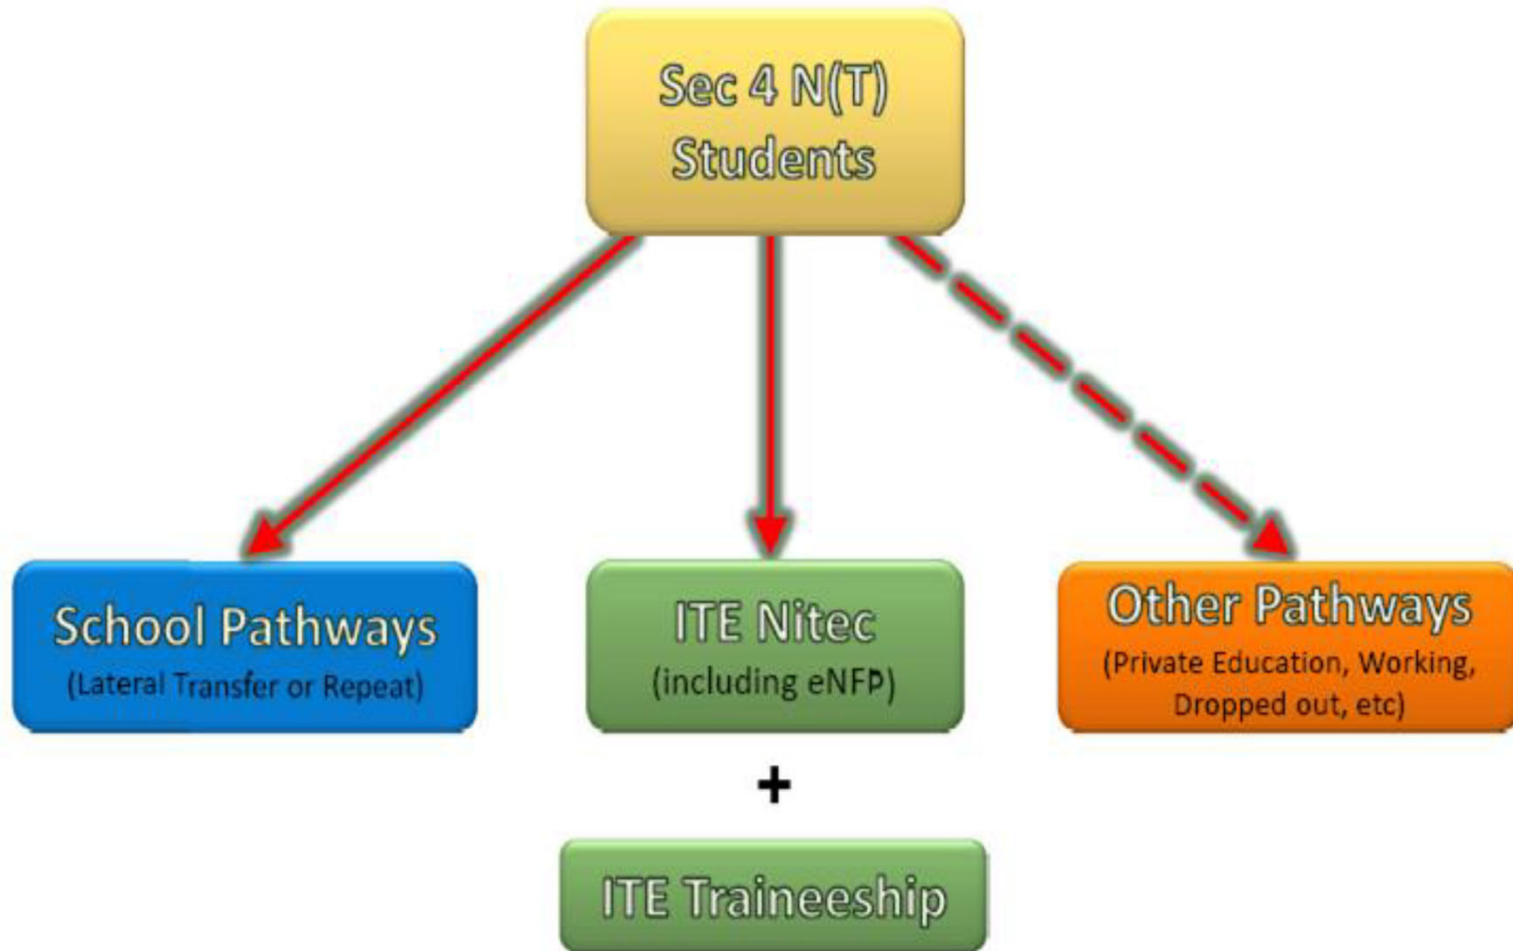 Sec 4 N(T)
Students
School Pathways
(Lateral Transfer or Repeat)
ITE Nitec
(including eNFP)
Other Pathways
(Private Education, Working,
Dropped out, etc)
+
ITE Traineeship